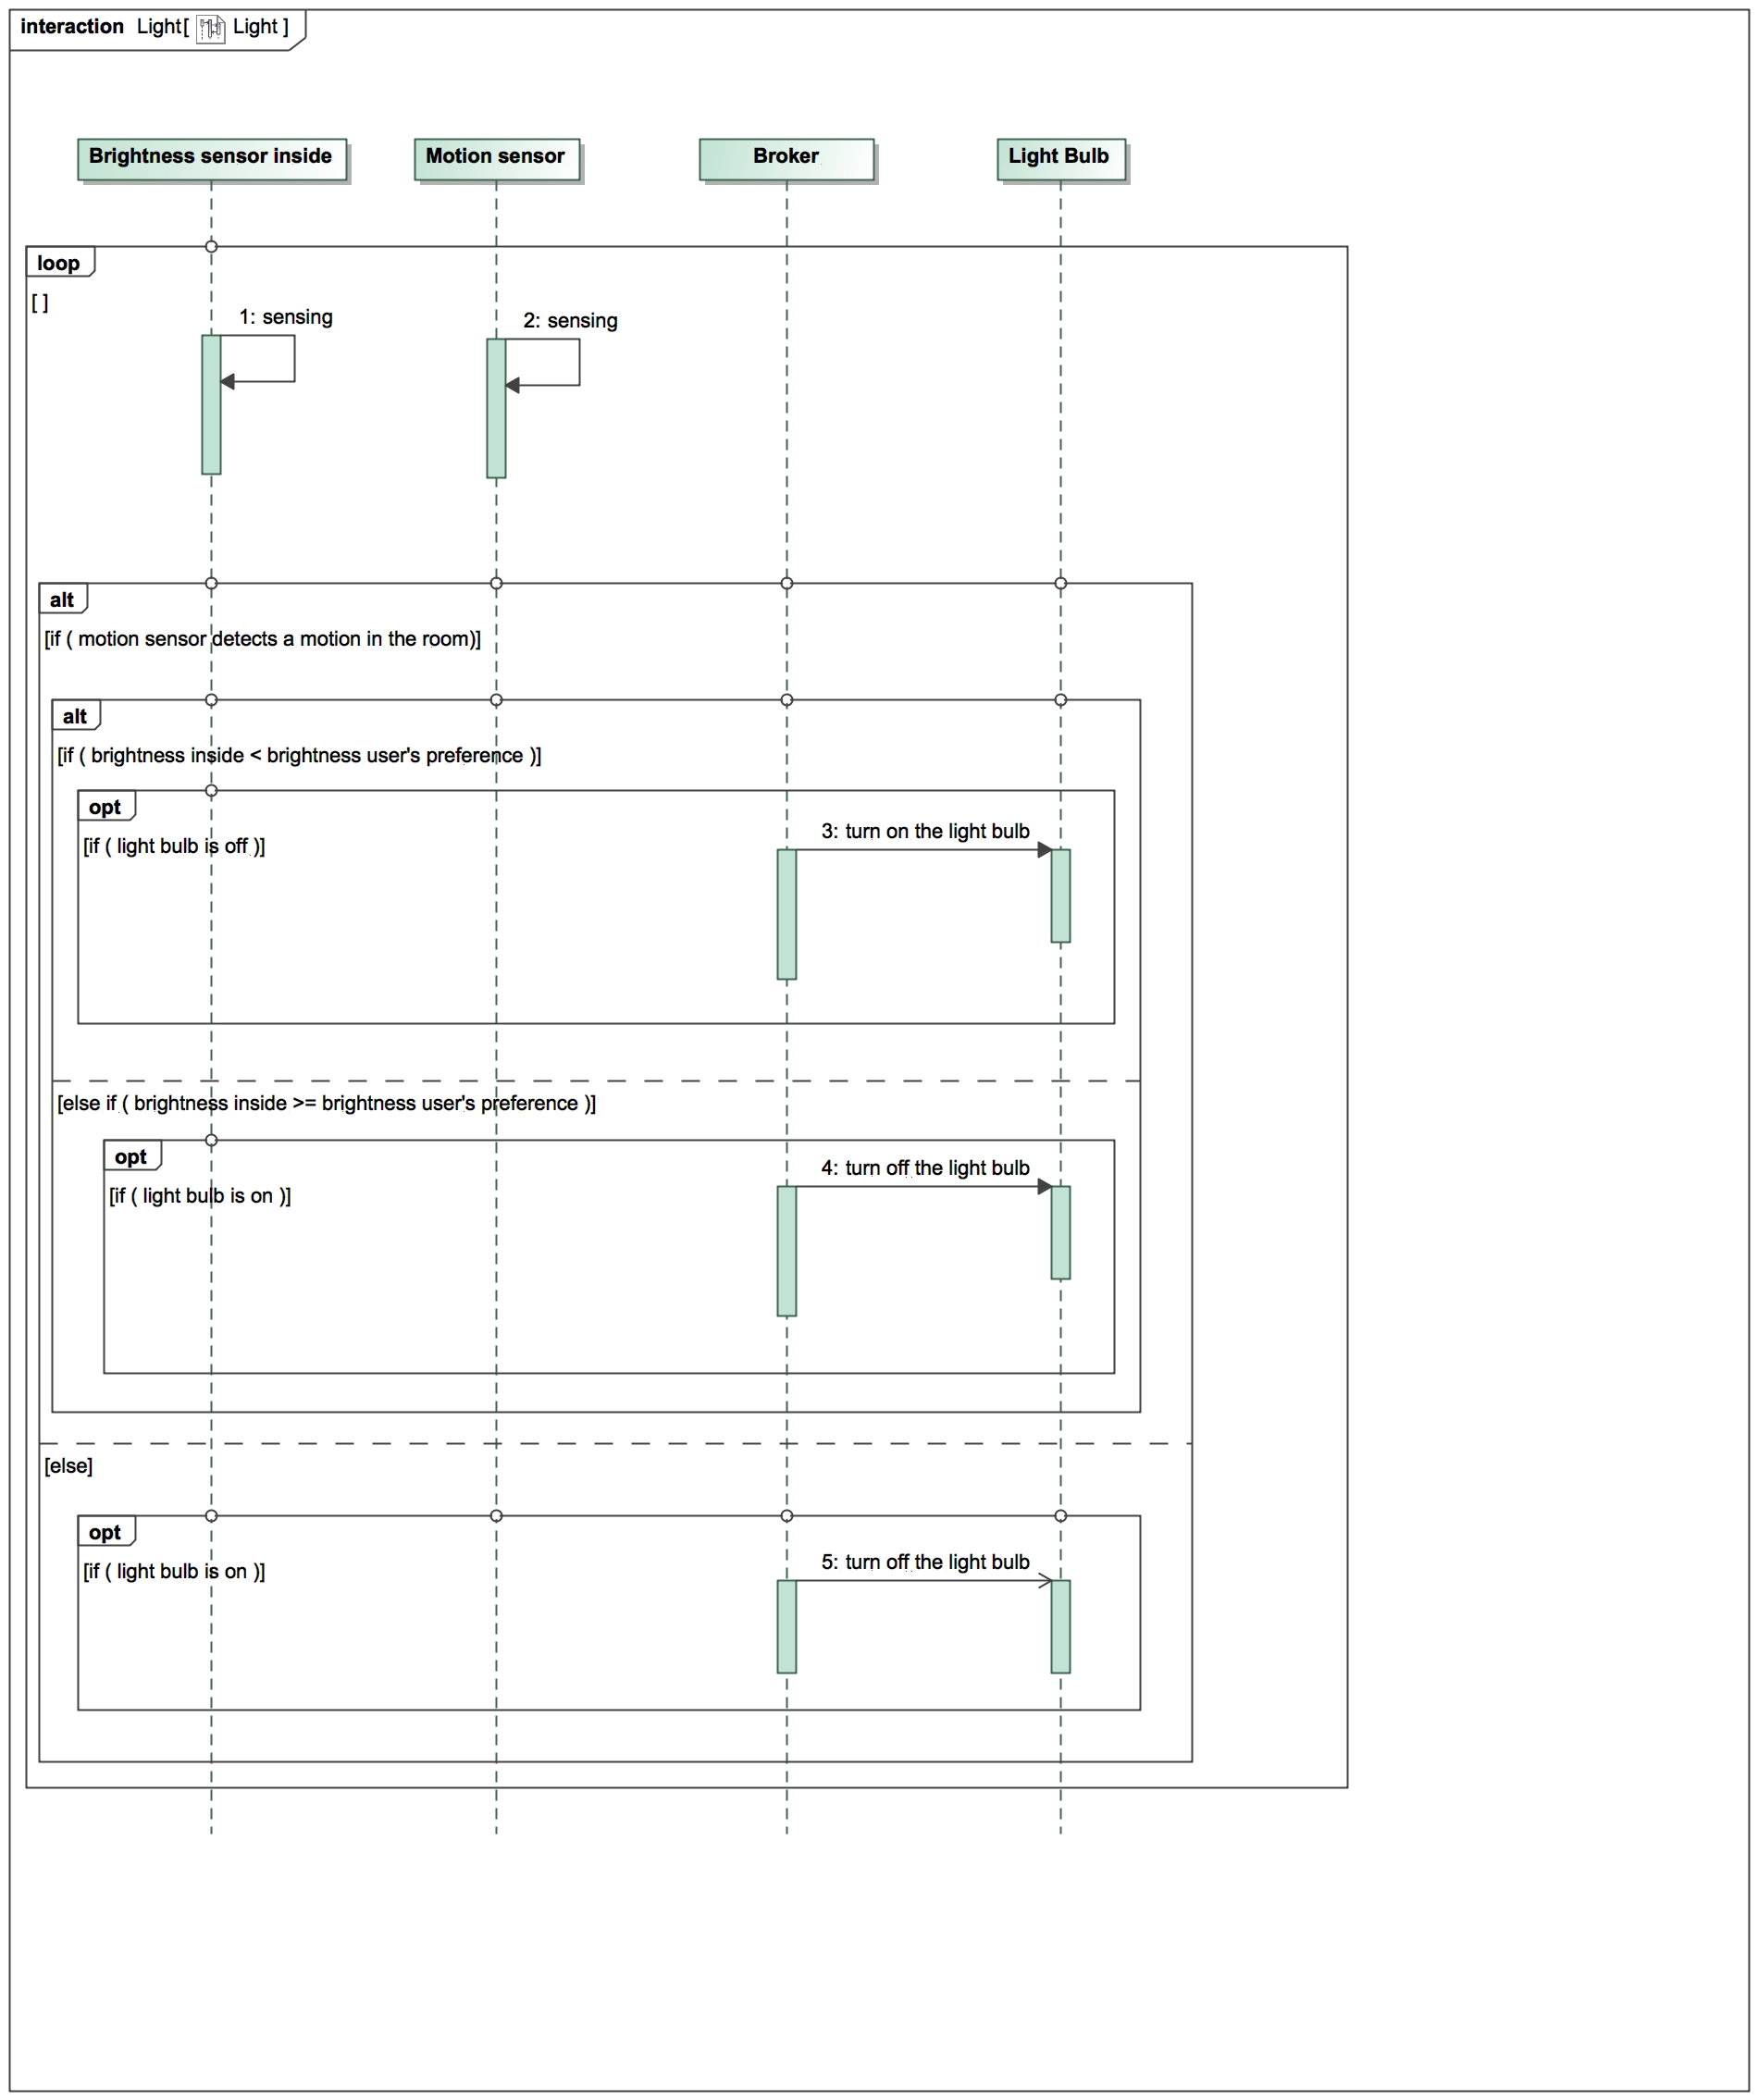 interaction Light[ Light ]
Brightness sensor inside
Motion sensor
Broker
Light Bulb
loop
[ ]
1: sensing
2: sensing
alt
[if ( motion sensor detects a motion in the room)]
alt
[if ( brightness inside < brightness user's preference )]
opt
[if ( light bulb is off )]
3: turn on the light bulb
[else if ( brightness inside >= brightness user's preference )]
opt
[if ( light bulb is on )]
4: turn off the light bulb
[else]
opt
[if ( light bulb is on )]
5: turn off the light bulb